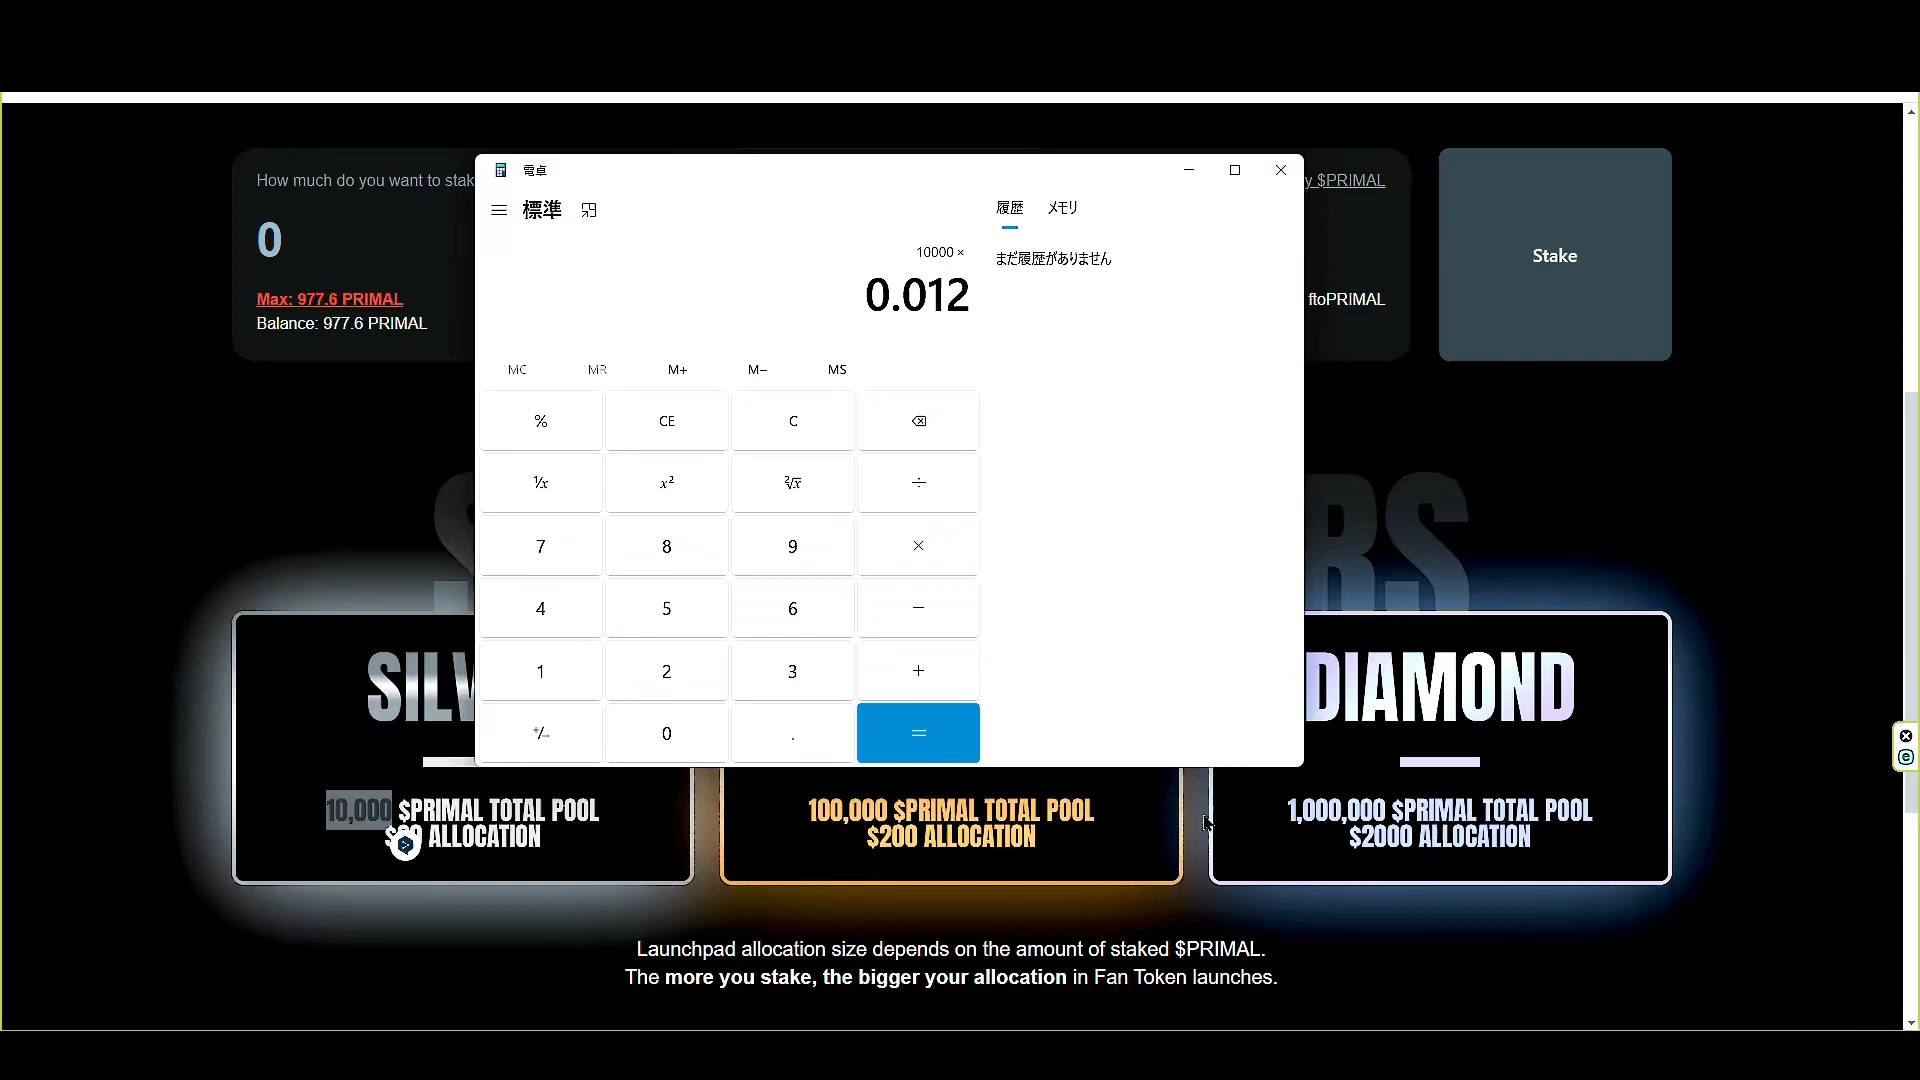 How much do you want to stak
y $PRIMAL
0
Max: 977.6 PRIMAL
Balance: 977.6 PRIMAL
ftoPRIMAL
Stake
電卓
標準
履歴 メモリ
まだ履歴がありません
10000 ×
0.012
MC MR M+ M− MS
% CE C
¹/x x² ²√x ÷
7 8 9 ×
4 5 6 −
1 2 3 +
+/− 0 . =
RS
SILV
DIAMOND
10,000 $PRIMAL TOTAL POOL
ALLOCATION
100,000 $PRIMAL TOTAL POOL
$200 ALLOCATION
1,000,000 $PRIMAL TOTAL POOL
$2000 ALLOCATION
Launchpad allocation size depends on the amount of staked $PRIMAL.
The more you stake, the bigger your allocation in Fan Token launches.